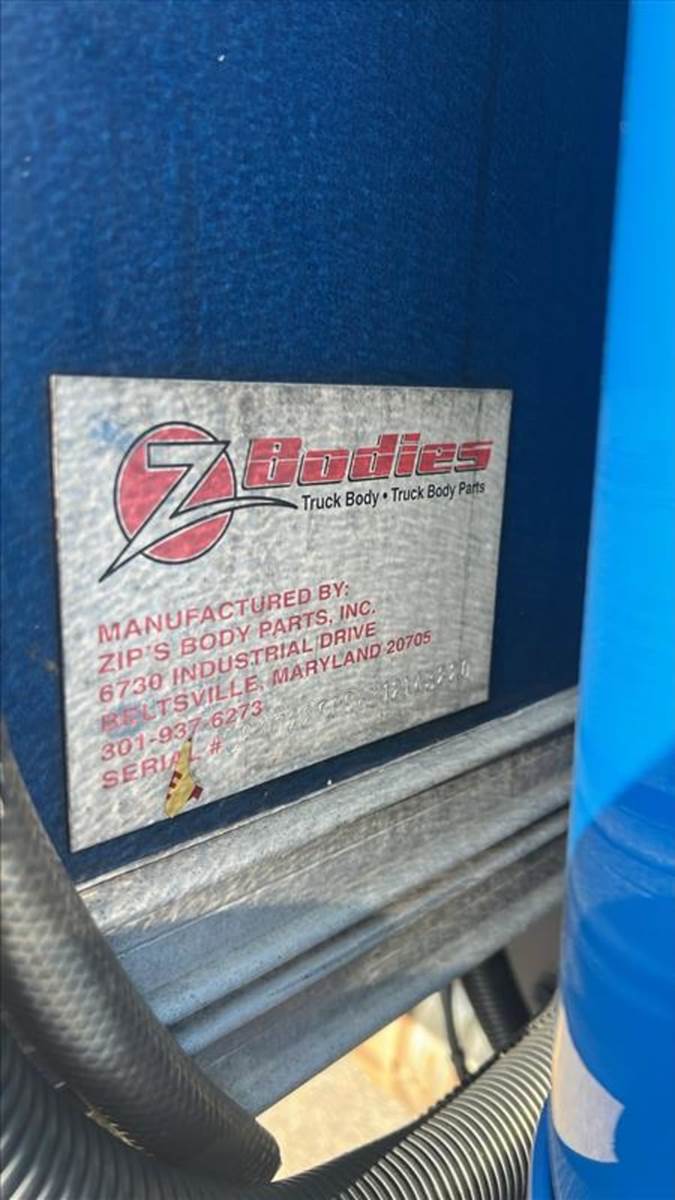 Z Bodies
Truck Body • Truck Body Parts
MANUFACTURED BY:
ZIP'S BODY PARTS, INC.
6730 INDUSTRIAL DRIVE
BELTSVILLE, MARYLAND 20705
301-937-6273
SERIAL #